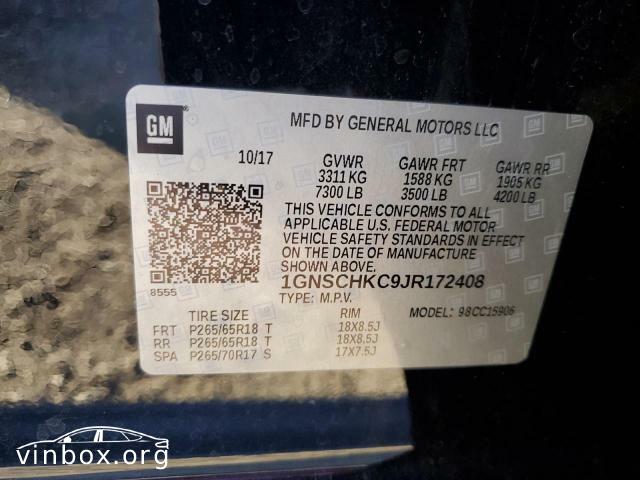 GM
MFD BY GENERAL MOTORS LLC
10/17 GVWR GAWR FRT GAWR RR
3311 KG 1588 KG 1905 KG
7300 LB 3500 LB 4200 LB
THIS VEHICLE CONFORMS TO ALL
APPLICABLE U.S. FEDERAL MOTOR
VEHICLE SAFETY STANDARDS IN EFFECT
ON THE DATE OF MANUFACTURE
SHOWN ABOVE.
8555 1GNSCHKC9JR172408
TYPE: M.P.V. MODEL: 98CC15906
TIRE SIZE RIM
FRT P265/65R18 T 18X8.5J
RR P265/65R18 T 18X8.5J
SPA P265/70R17 S 17X7.5J
vinbox.org